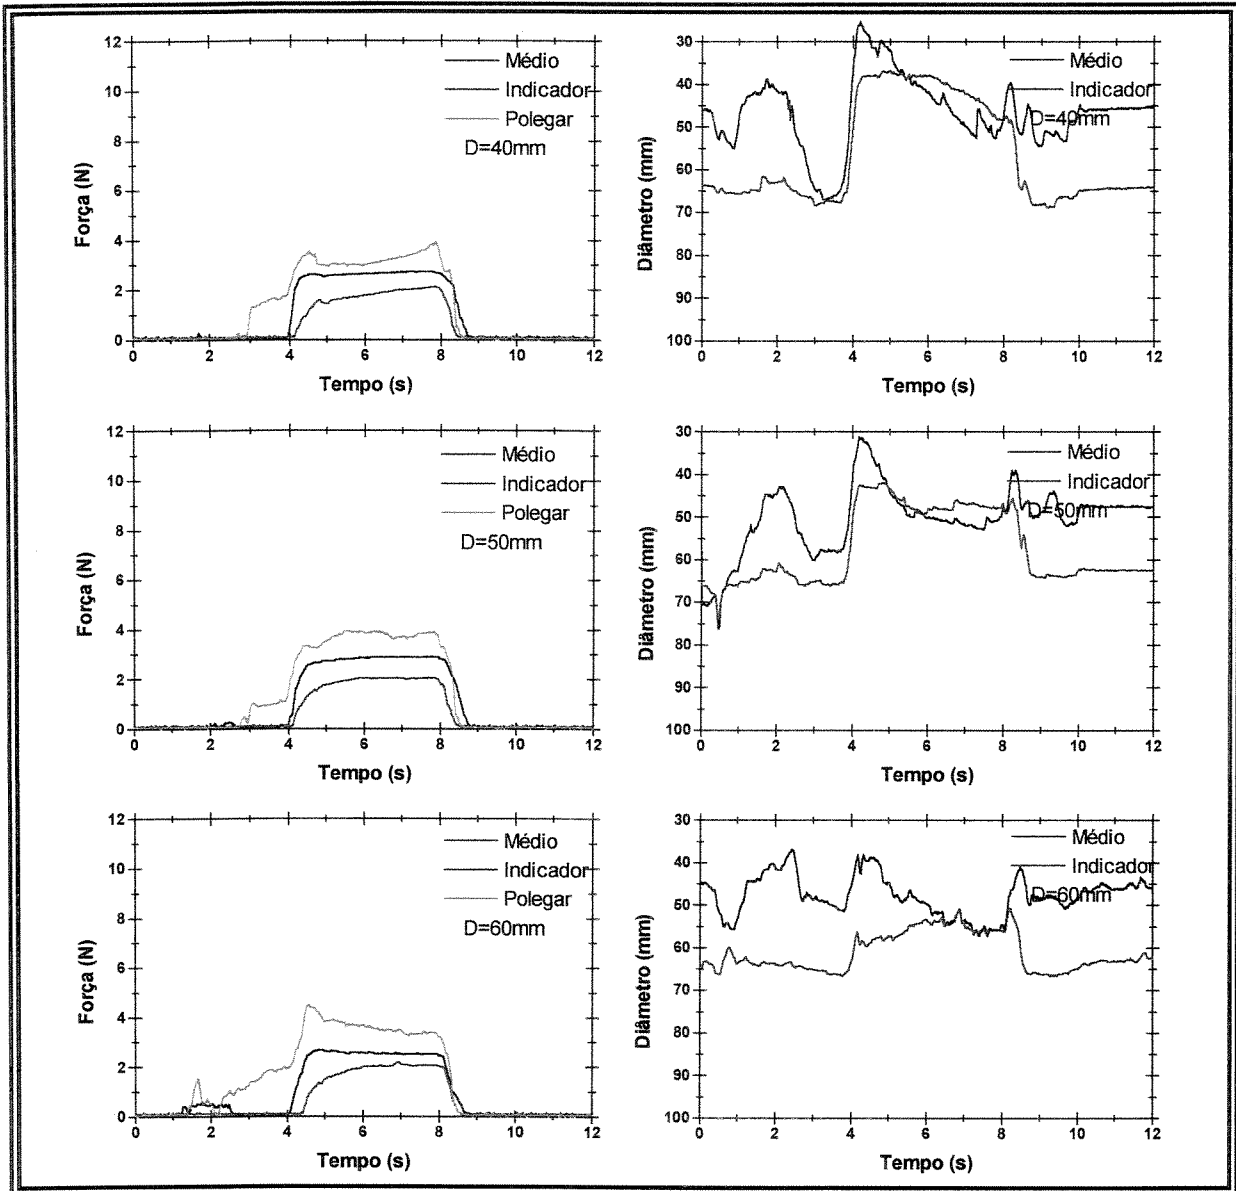 12
10
8
6
4
2
0
Força (N)
Médio
Indicador
Polegar
D=40mm
0 2 4 6 8 10 12
Tempo (s)
30
40
50
60
70
80
90
100
Diâmetro (mm)
Médio
Indicador
D=40mm
0 2 4 6 8 10 12
Tempo (s)
12
10
8
6
4
2
0
Força (N)
Médio
Indicador
Polegar
D=50mm
0 2 4 6 8 10 12
Tempo (s)
30
40
50
60
70
80
90
100
Diâmetro (mm)
Médio
Indicador
D=50mm
0 2 4 6 8 10 12
Tempo (s)
12
10
8
6
4
2
0
Força (N)
Médio
Indicador
Polegar
D=60mm
0 2 4 6 8 10 12
Tempo (s)
30
40
50
60
70
80
90
100
Diâmetro (mm)
Médio
Indicador
D=60mm
0 2 4 6 8 10 12
Tempo (s)